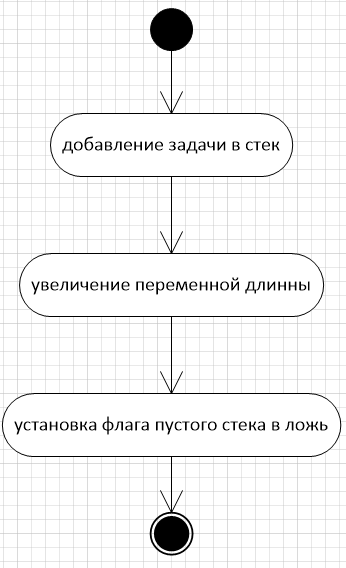 добавление задачи в стек
увеличение переменной длинны
установка флага пустого стека в ложь